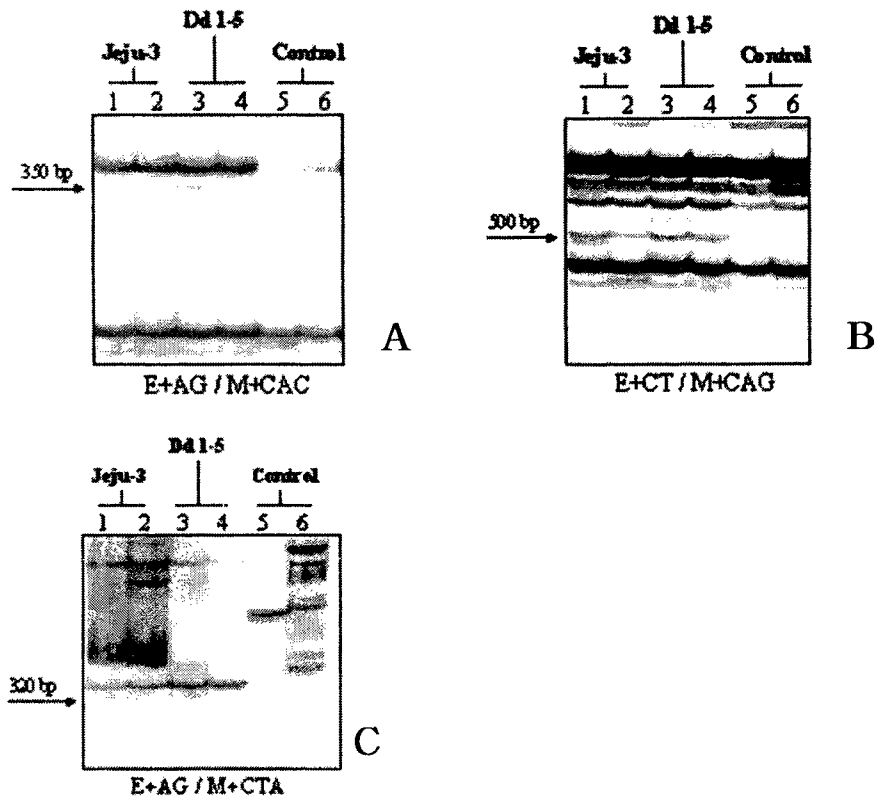 Dd 1-5
Jeju-3
Control
1 2 3 4 5 6
350 bp
A
E+AG / M+CAC
Dd 1-5
Jeju-3
Control
1 2 3 4 5 6
500 bp
B
E+CT / M+CAG
Dd 1-5
Jeju-3
Control
1 2 3 4 5 6
320 bp
C
E+AG / M+CTA